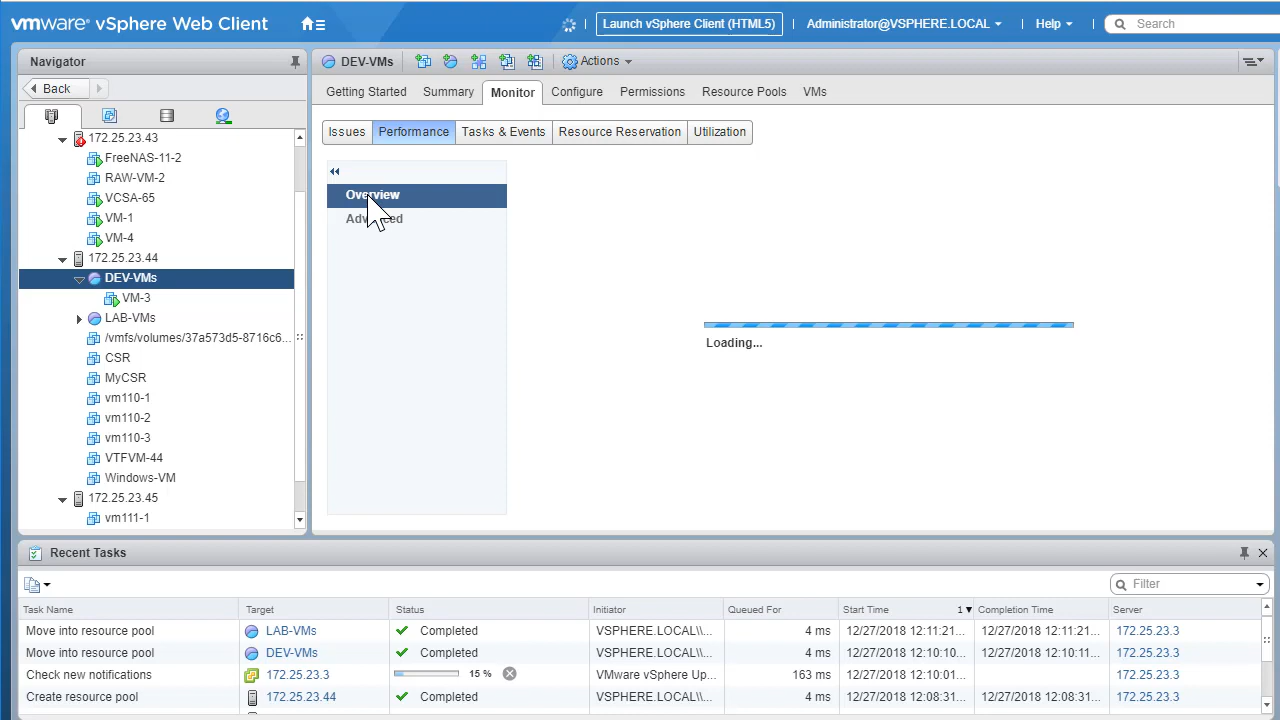 vmware® vSphere Web Client
Launch vSphere Client (HTML5)
Administrator@VSPHERE.LOCAL
Help
Search
Navigator
Back
172.25.23.43
FreeNAS-11-2
RAW-VM-2
VCSA-65
VM-1
VM-4
172.25.23.44
DEV-VMs
VM-3
LAB-VMs
/vmfs/volumes/37a573d5-8716c6...
CSR
MyCSR
vm110-1
vm110-2
vm110-3
VTFVM-44
Windows-VM
172.25.23.45
vm111-1
DEV-VMs
Actions
Getting Started Summary Monitor Configure Permissions Resource Pools VMs
Issues Performance Tasks & Events Resource Reservation Utilization
Overview
Advanced
Loading...
Recent Tasks
Filter
Task Name Target Status Initiator Queued For Start Time 1 Completion Time Server
Move into resource pool LAB-VMs Completed VSPHERE.LOCAL\\... 4 ms 12/27/2018 12:11:21... 12/27/2018 12:11:21... 172.25.23.3
Move into resource pool DEV-VMs Completed VSPHERE.LOCAL\\... 4 ms 12/27/2018 12:10:10... 12/27/2018 12:10:11... 172.25.23.3
Check new notifications 172.25.23.3 15 % VMware vSphere Up... 163 ms 12/27/2018 12:10:01... 172.25.23.3
Create resource pool 172.25.23.44 Completed VSPHERE.LOCAL\\... 4 ms 12/27/2018 12:08:31... 12/27/2018 12:08:31... 172.25.23.3